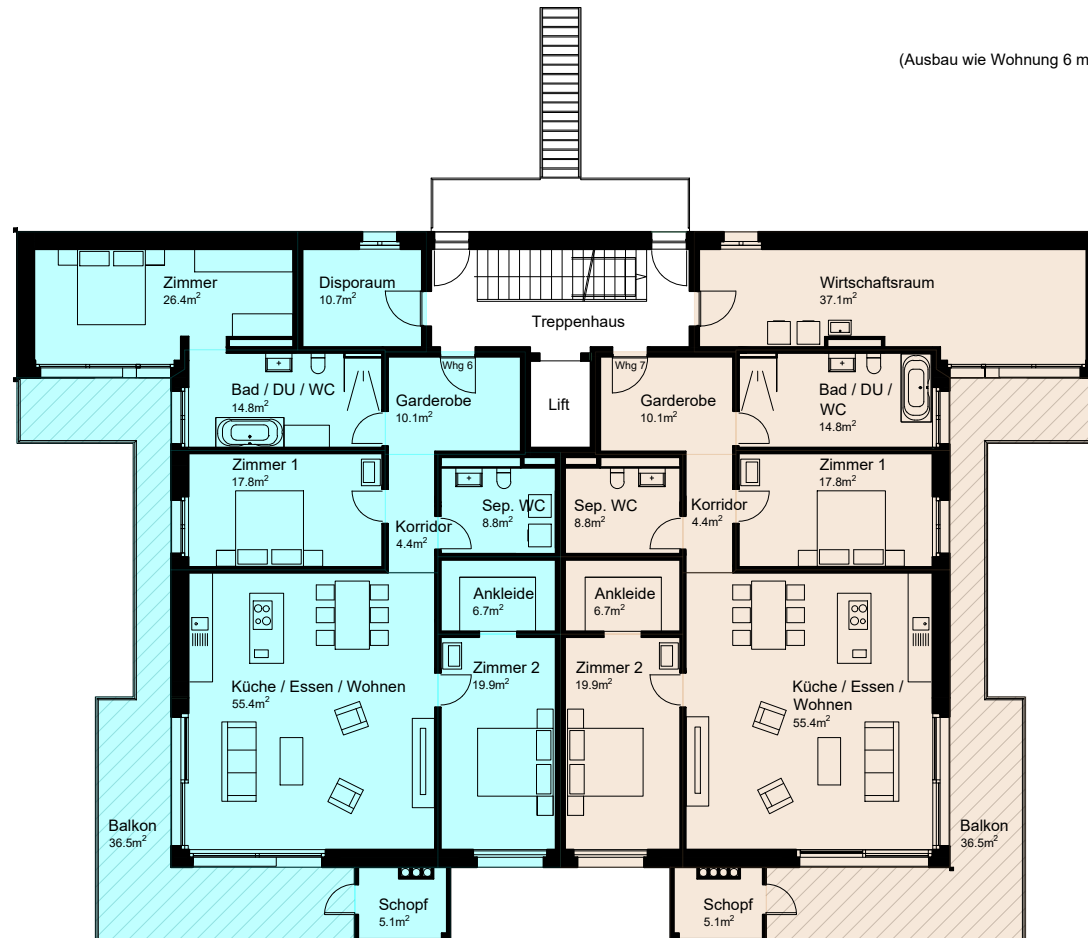 (Ausbau wie Wohnung 6 m
Zimmer
26.4m²
Disporaum
10.7m²
Treppenhaus
Wirtschaftsraum
37.1m²
Whg 6
Whg 7
Bad / DU / WC
14.8m²
Garderobe
10.1m²
Lift
Garderobe
10.1m²
Bad / DU /
WC
14.8m²
Zimmer 1
17.8m²
Korridor
4.4m²
Sep. WC
8.8m²
Sep. WC
8.8m²
Korridor
4.4m²
Zimmer 1
17.8m²
Ankleide
6.7m²
Ankleide
6.7m²
Küche / Essen / Wohnen
55.4m²
Zimmer 2
19.9m²
Zimmer 2
19.9m²
Küche / Essen /
Wohnen
55.4m²
Balkon
36.5m²
Balkon
36.5m²
Schopf
5.1m²
Schopf
5.1m²